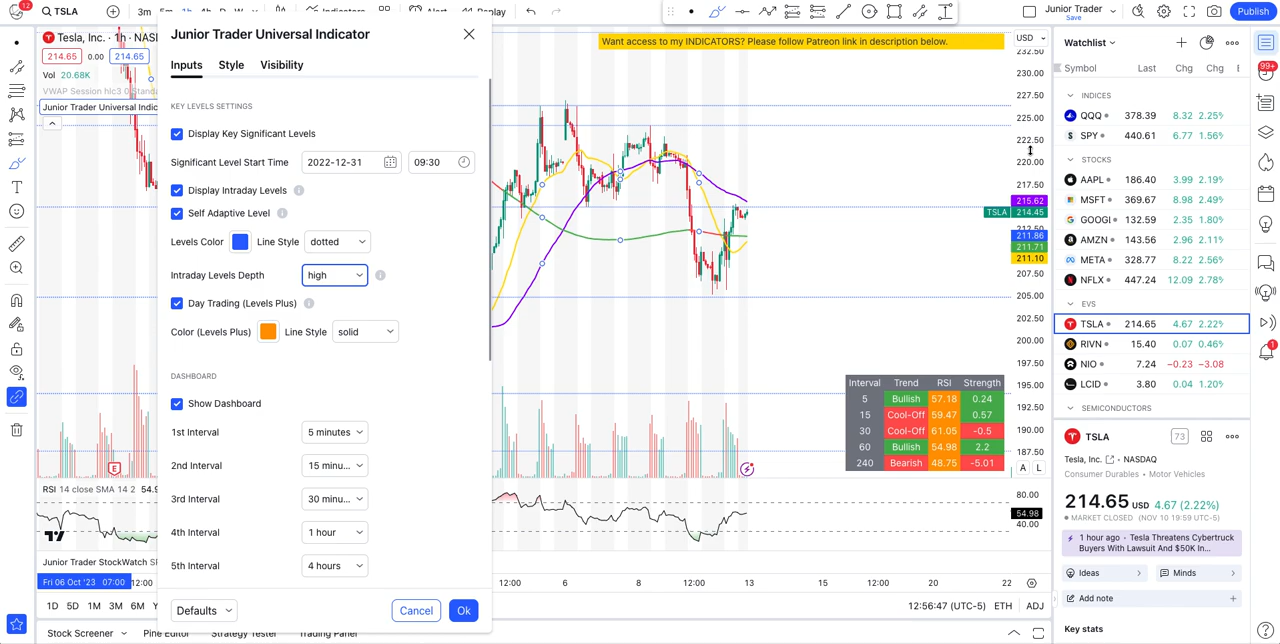 12
TSLA
3m
1h
D
W
Indicators
Alert
Replay
Junior Trader
Save
Publish
Tesla, Inc. · 1h · NASI
214.65
0.00
214.65
Vol 20.68K
VWAP Session hlc3 0 Standa
Junior Trader Universal Indic
Junior Trader Universal Indicator
Inputs
Style
Visibility
KEY LEVELS SETTINGS
Display Key Significant Levels
Significant Level Start Time
2022-12-31
09:30
Display Intraday Levels
Self Adaptive Level
Levels Color
Line Style
dotted
Intraday Levels Depth
high
Day Trading (Levels Plus)
Color (Levels Plus)
Line Style
solid
DASHBOARD
Show Dashboard
1st Interval
5 minutes
2nd Interval
15 minu...
3rd Interval
30 minu...
4th Interval
1 hour
5th Interval
4 hours
Defaults
Cancel
Ok
E
RSI 14 close SMA 14 2 54.9
Junior Trader StockWatch
Fri 06 Oct '23 07:00
12:00
1D 5D 1M 3M 6M
Stock Screener
Pine Editor
Strategy Tester
Trading Panel
Want access to my INDICATORS? Please follow Patreon link in description below.
USD
232.50
230.00
227.50
225.00
222.50
220.00
217.50
215.62
TSLA 214.45
211.86
211.71
211.10
207.50
205.00
202.50
200.00
197.50
195.00
192.50
190.00
187.50
A L
80.00
54.98
40.00
Interval Trend RSI Strength
5 Bullish 57.18 0.24
15 Cool-Off 59.47 0.57
30 Cool-Off 61.05 -0.5
60 Bullish 54.98 2.2
240 Bearish 48.75 -5.01
12:00 6 8 12:00 13 15 12:00 20 22
12:56:47 (UTC-5) ETH ADJ
Watchlist
Symbol Last Chg Chg
INDICES
QQQ 378.39 8.32 2.25%
SPY 440.61 6.77 1.56%
STOCKS
AAPL 186.40 3.99 2.19%
MSFT 369.67 8.98 2.49%
GOOGL 132.59 2.35 1.80%
AMZN 143.56 2.96 2.11%
META 328.77 8.22 2.56%
NFLX 447.24 12.09 2.78%
EVS
TSLA 214.65 4.67 2.22%
RIVN 15.40 0.07 0.46%
NIO 7.24 −0.23 −3.08
LCID 3.80 0.04 1.20%
SEMICONDUCTORS
TSLA
73
Tesla, Inc. · NASDAQ
Consumer Durables · Motor Vehicles
214.65 USD 4.67 (2.22%)
MARKET CLOSED (NOV 10 19:59 UTC-5)
1 hour ago · Tesla Threatens Cybertruck
Buyers With Lawsuit And $50K In...
Ideas
Minds
Add note
Key stats
99+
1